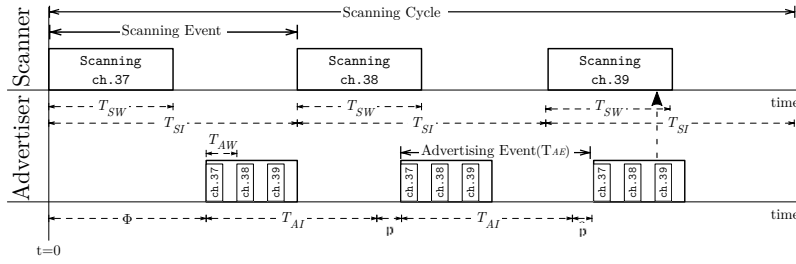 Scanning Cycle
Scanning Event
Scanner
Scanning
ch.37
Scanning
ch.38
Scanning
ch.39
time
T_SW
T_SW
T_SW
T_SI
T_SI
T_SI
Advertiser
T_AW
Advertising Event(T_AE)
ch.37
ch.38
ch.39
ch.37
ch.38
ch.39
ch.37
ch.38
ch.39
time
Φ
T_AI
T_AI
t=0